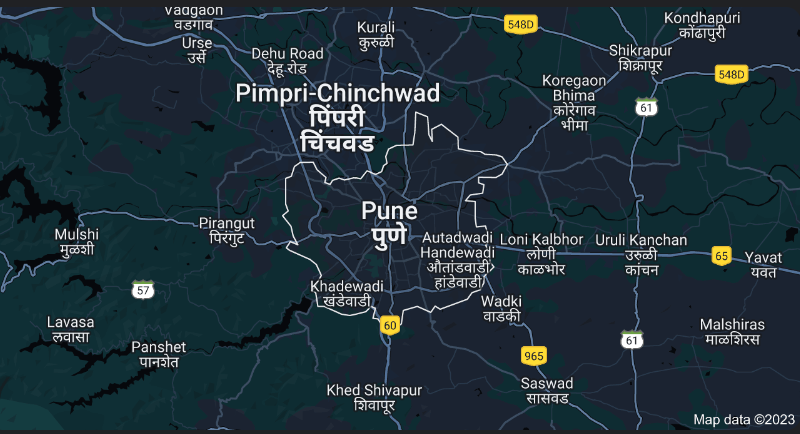 Vadgaon
वडगाव
Urse
उर्से
Kurali
कुरुळी
548D
Kondhapuri
कोंढापुरी
Dehu Road
देहू रोड
Shikrapur
शिक्रापूर
548D
Pimpri-Chinchwad
पिंपरी
चिंचवड
Koregaon
Bhima
कोरेगाव
भीमा
61
Pune
पुणे
Pirangut
पिरंगुट
Mulshi
मुळशी
Autadwadi
Handewadi
औतांडवाडी
हांडेवाडी
Loni Kalbhor
लोणी
काळभोर
Uruli Kanchan
उरुळी
कांचन
65
Yavat
यवत
57
Khadewadi
खंडेवाडी
Wadki
वाडकी
Lavasa
लवासा
60
Malshiras
माळशिरस
61
Panshet
पानशेत
965
Saswad
सासवड
Khed Shivapur
शिवापूर
Map data ©2023